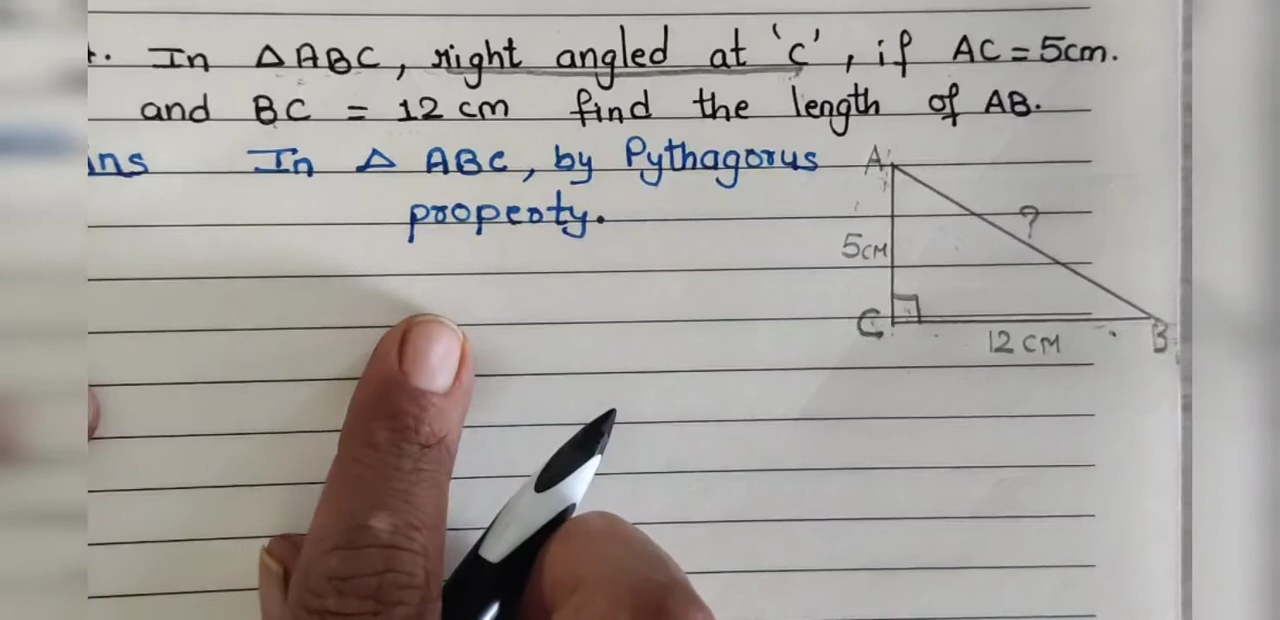 . In △ABC, right angled at 'c', if AC = 5cm.
and BC = 12 cm find the length of AB.
ns In △ ABC, by Pythagorus
property.
A
?
5CM
C
12 CM
B